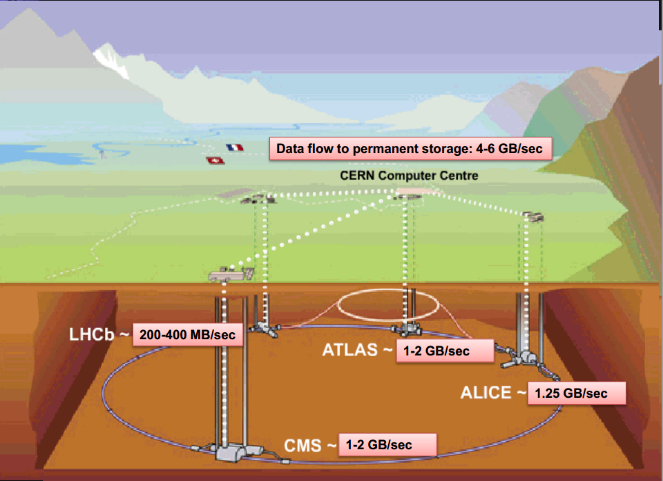 Data flow to permanent storage: 4-6 GB/sec
CERN Computer Centre
LHCb ~ 200-400 MB/sec
ATLAS ~ 1-2 GB/sec
ALICE ~ 1.25 GB/sec
CMS ~ 1-2 GB/sec